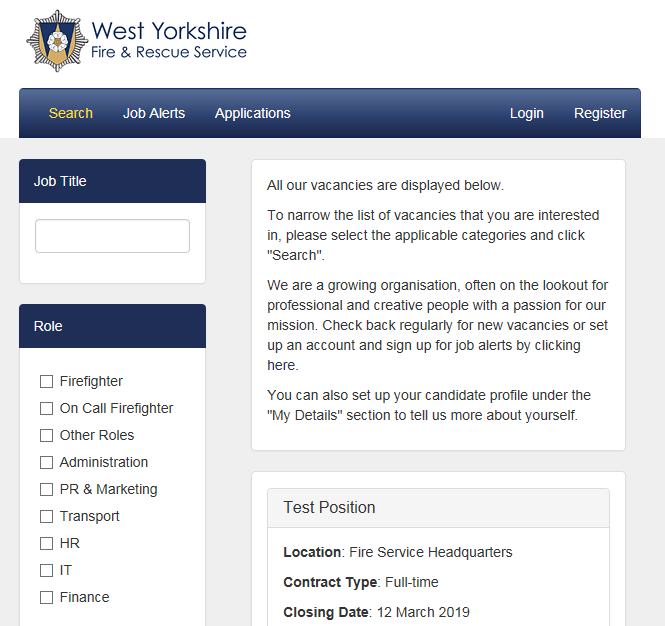 West Yorkshire
Fire & Rescue Service
Search
Job Alerts
Applications
Login
Register
Job Title
Role
Firefighter
On Call Firefighter
Other Roles
Administration
PR & Marketing
Transport
HR
IT
Finance
All our vacancies are displayed below.
To narrow the list of vacancies that you are interested
in, please select the applicable categories and click
"Search".
We are a growing organisation, often on the lookout for
professional and creative people with a passion for our
mission. Check back regularly for new vacancies or set
up an account and sign up for job alerts by clicking
here.
You can also set up your candidate profile under the
"My Details" section to tell us more about yourself.
Test Position
Location: Fire Service Headquarters
Contract Type: Full-time
Closing Date: 12 March 2019